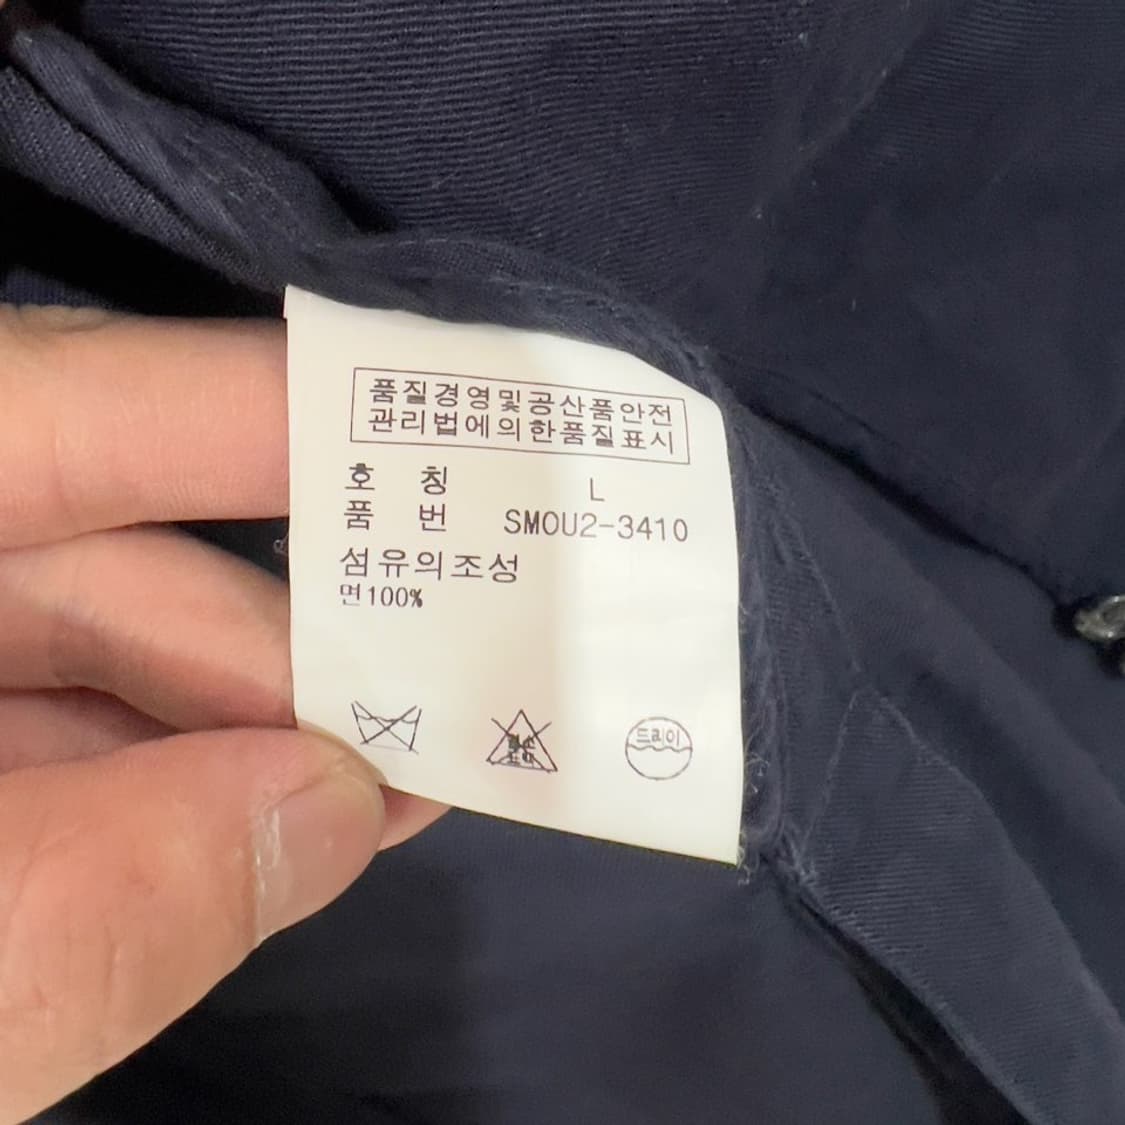 품질경영및공산품안전
관리법에의한품질표시
호 칭 L
품 번 SMOU2-3410
섬유의조성
면100%
드라이